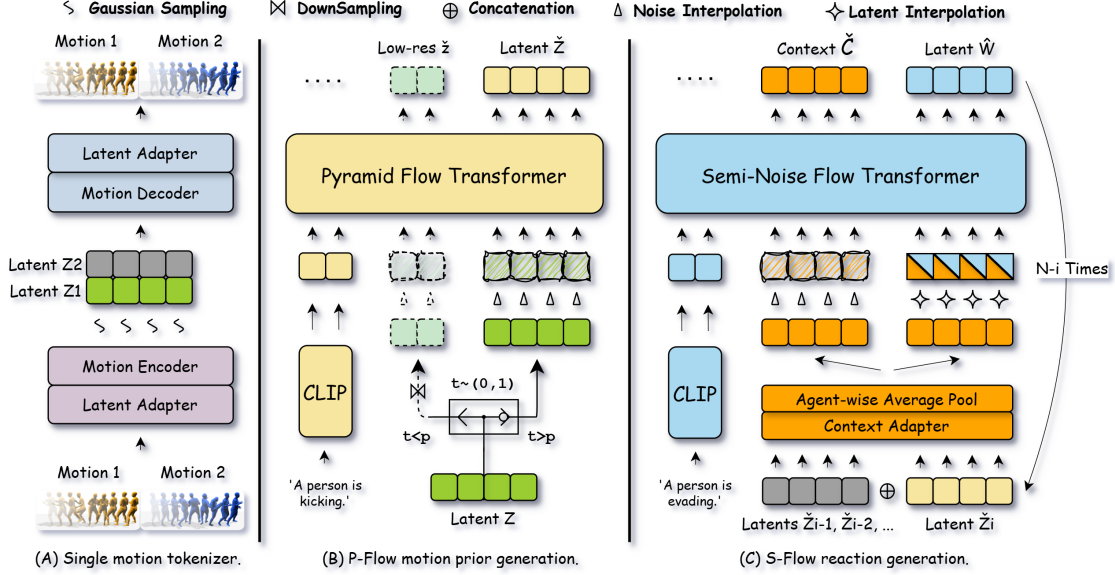 Gaussian Sampling
DownSampling
Concatenation
Noise Interpolation
Latent Interpolation
Motion 1
Motion 2
Latent Adapter
Motion Decoder
Latent Z2
Latent Z1
Motion Encoder
Latent Adapter
Motion 1
Motion 2
(A) Single motion tokenizer.
Low-res ž
Latent Ž
. . . .
Pyramid Flow Transformer
CLIP
t~(0,1)
t<p
t>p
'A person is
kicking.'
Latent Z
(B) P-Flow motion prior generation.
Context Č
Latent Ŵ
. . . .
Semi-Noise Flow Transformer
N-i Times
CLIP
Agent-wise Average Pool
Context Adapter
'A person is
evading.'
Latents Ži-1, Ži-2, ...
Latent Ži
(C) S-Flow reaction generation.